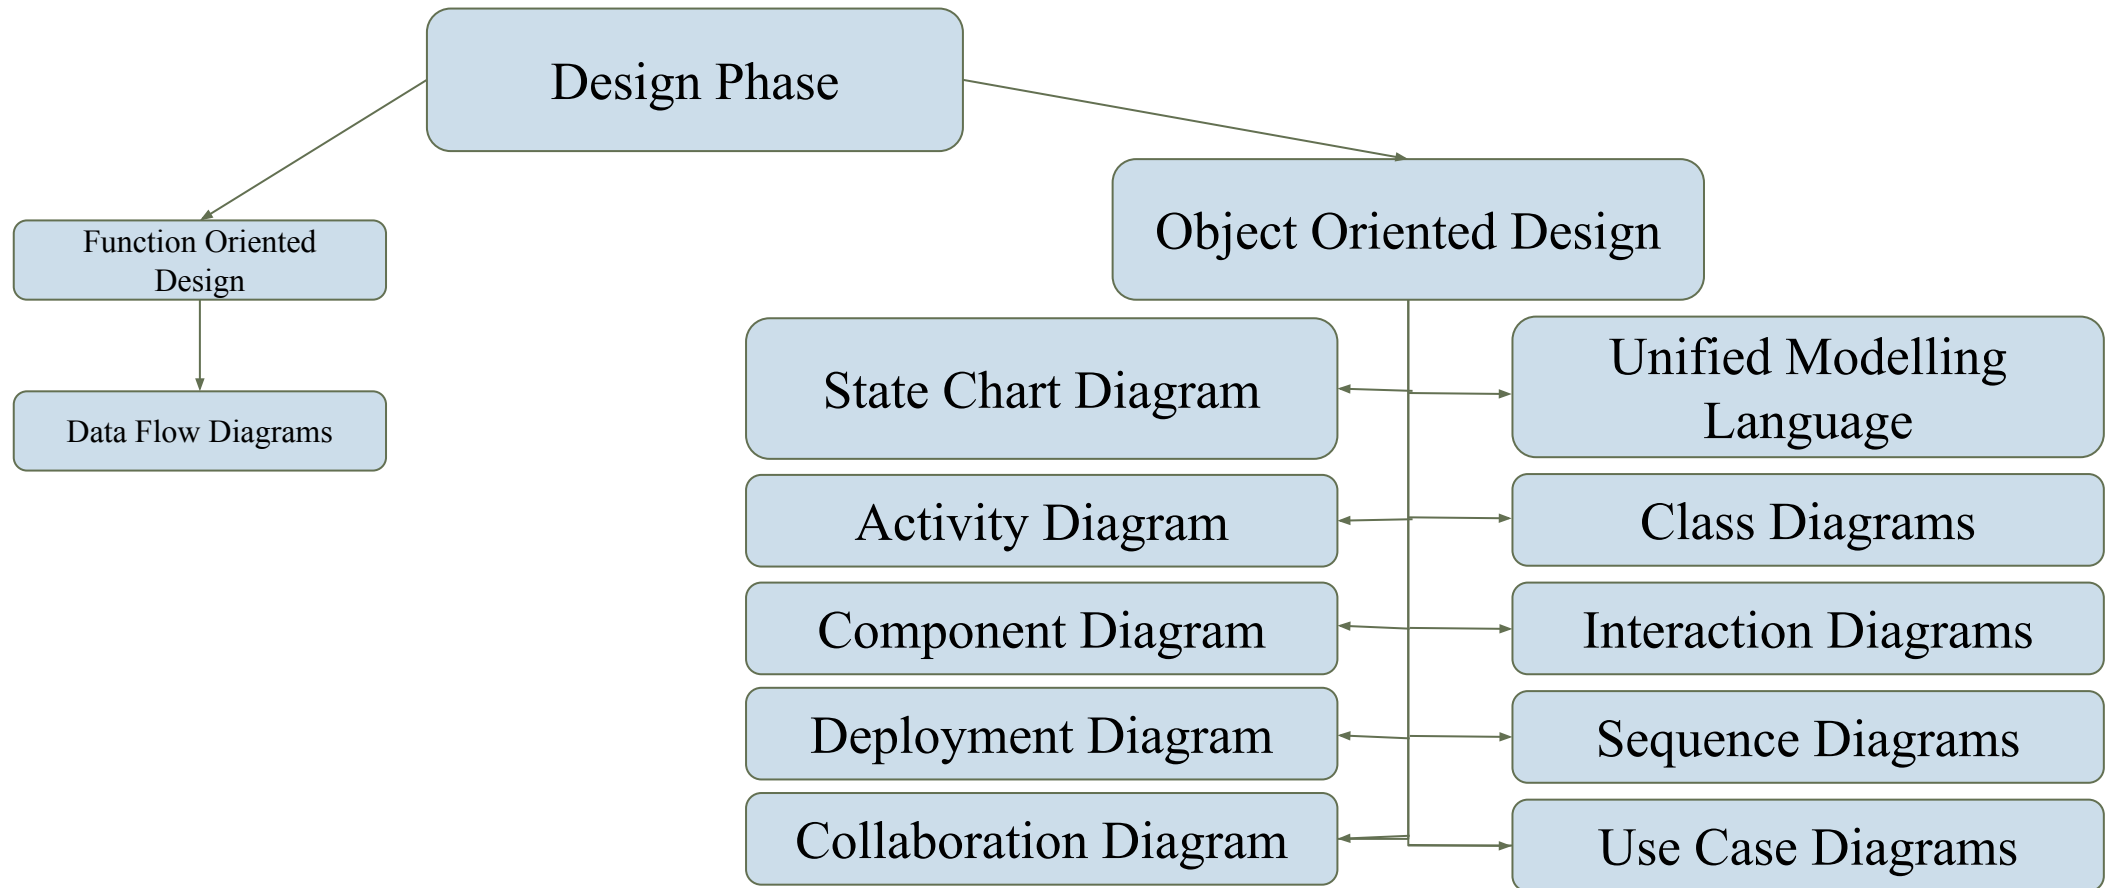 Design Phase
Object Oriented Design
Function Oriented
Design
State Chart Diagram
Unified Modelling
Language
Data Flow Diagrams
Activity Diagram
Class Diagrams
Component Diagram
Interaction Diagrams
Deployment Diagram
Sequence Diagrams
Collaboration Diagram
Use Case Diagrams